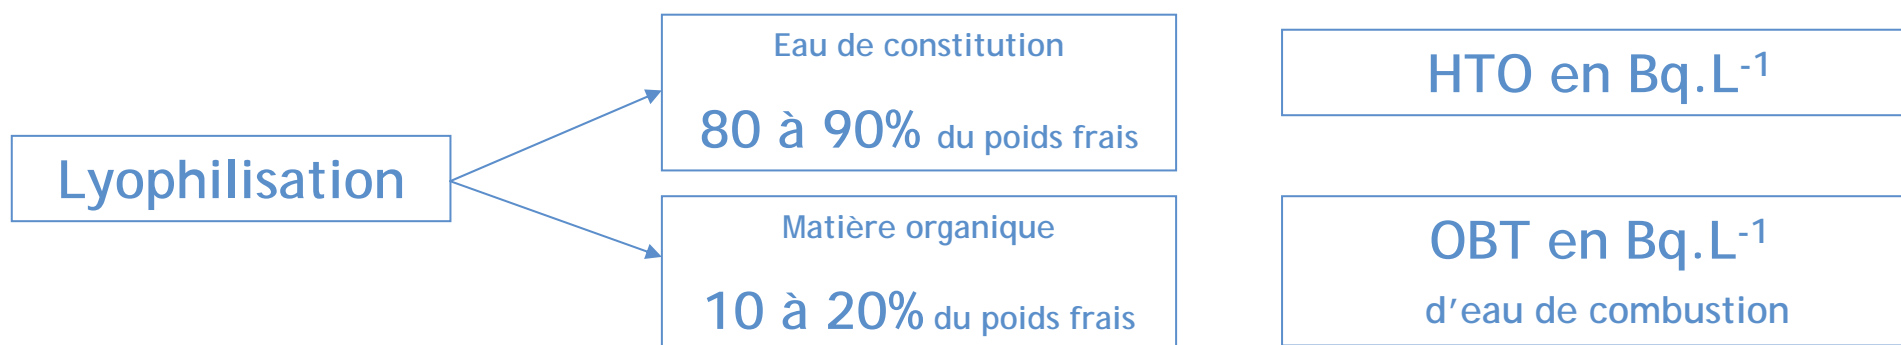 Lyophilisation
Eau de constitution
80 à 90% du poids frais
Matière organique
10 à 20% du poids frais
HTO en Bq.L⁻¹
OBT en Bq.L⁻¹
d'eau de combustion